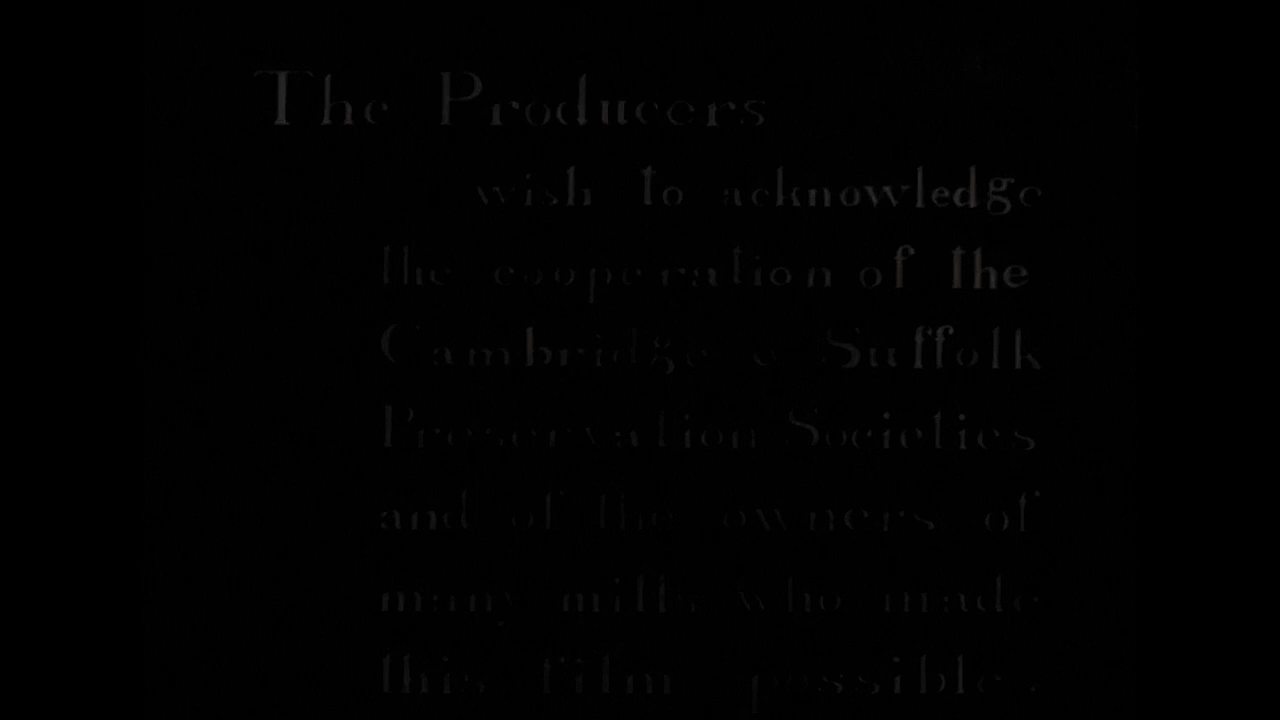 The Producers
wish to acknowledge
the cooperation of the
Cambridge & Suffolk
Preservation Societies
and of the owners of
many mills who made
this film possible.